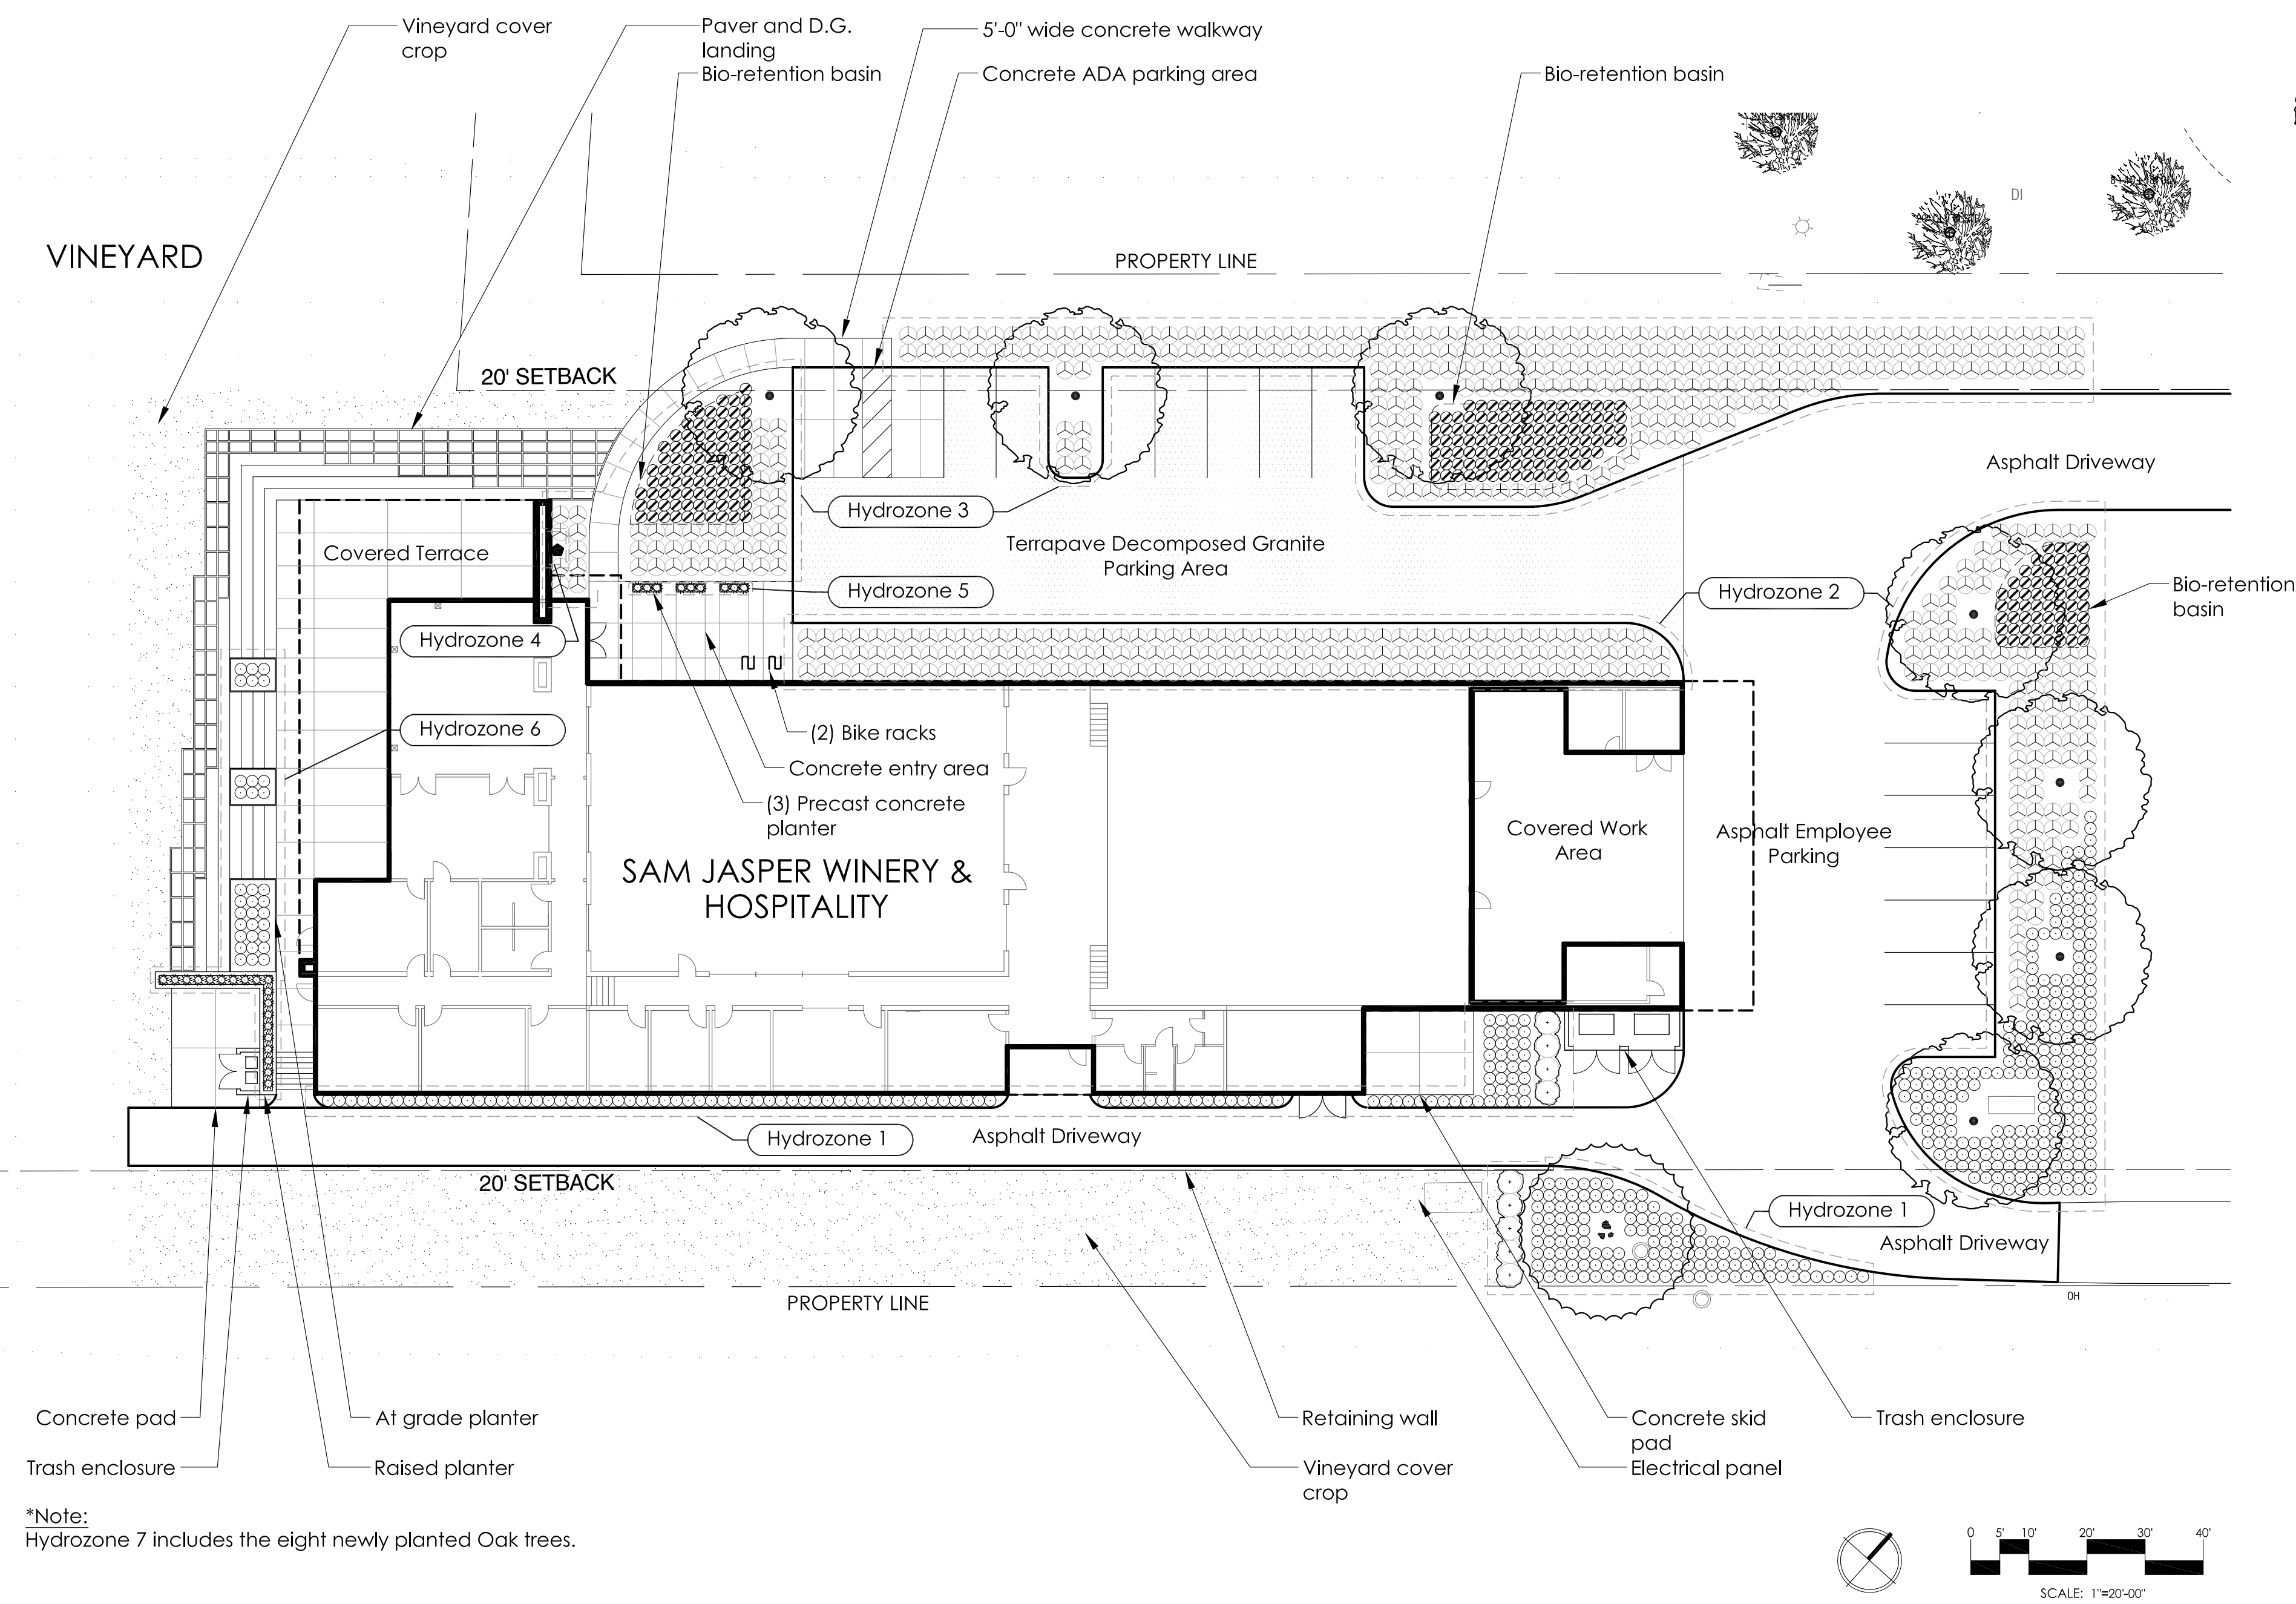 Vineyard cover
crop
Paver and D.G.
landing
Bio-retention basin
5'-0" wide concrete walkway
Concrete ADA parking area
Bio-retention basin
DI
VINEYARD
PROPERTY LINE
20' SETBACK
Asphalt Driveway
Hydrozone 3
Covered Terrace
Terrapave Decomposed Granite
Parking Area
Hydrozone 5
Hydrozone 2
Bio-retention
basin
Hydrozone 4
Hydrozone 6
(2) Bike racks
Concrete entry area
(3) Precast concrete
planter
Covered Work
Area
Asphalt Employee
Parking
SAM JASPER WINERY &
HOSPITALITY
Hydrozone 1
Asphalt Driveway
20' SETBACK
Hydrozone 1
Asphalt Driveway
PROPERTY LINE
OH
Concrete pad
At grade planter
Retaining wall
Concrete skid
pad
Trash enclosure
Trash enclosure
Raised planter
Vineyard cover
crop
Electrical panel
*Note:
Hydrozone 7 includes the eight newly planted Oak trees.
0 5' 10' 20' 30' 40'
SCALE: 1"=20'-00"